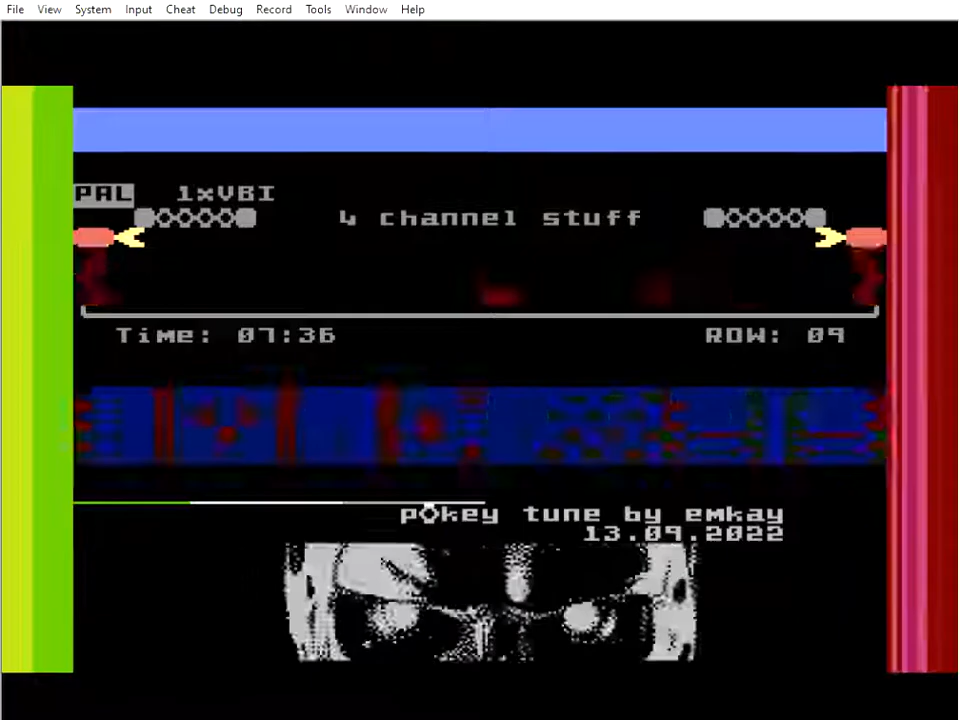 File View System Input Cheat Debug Record Tools Window Help
PAL 1xVBI
4 channel stuff
Time: 07:36 ROW: 09
pokey tune by emkay
13.09.2022